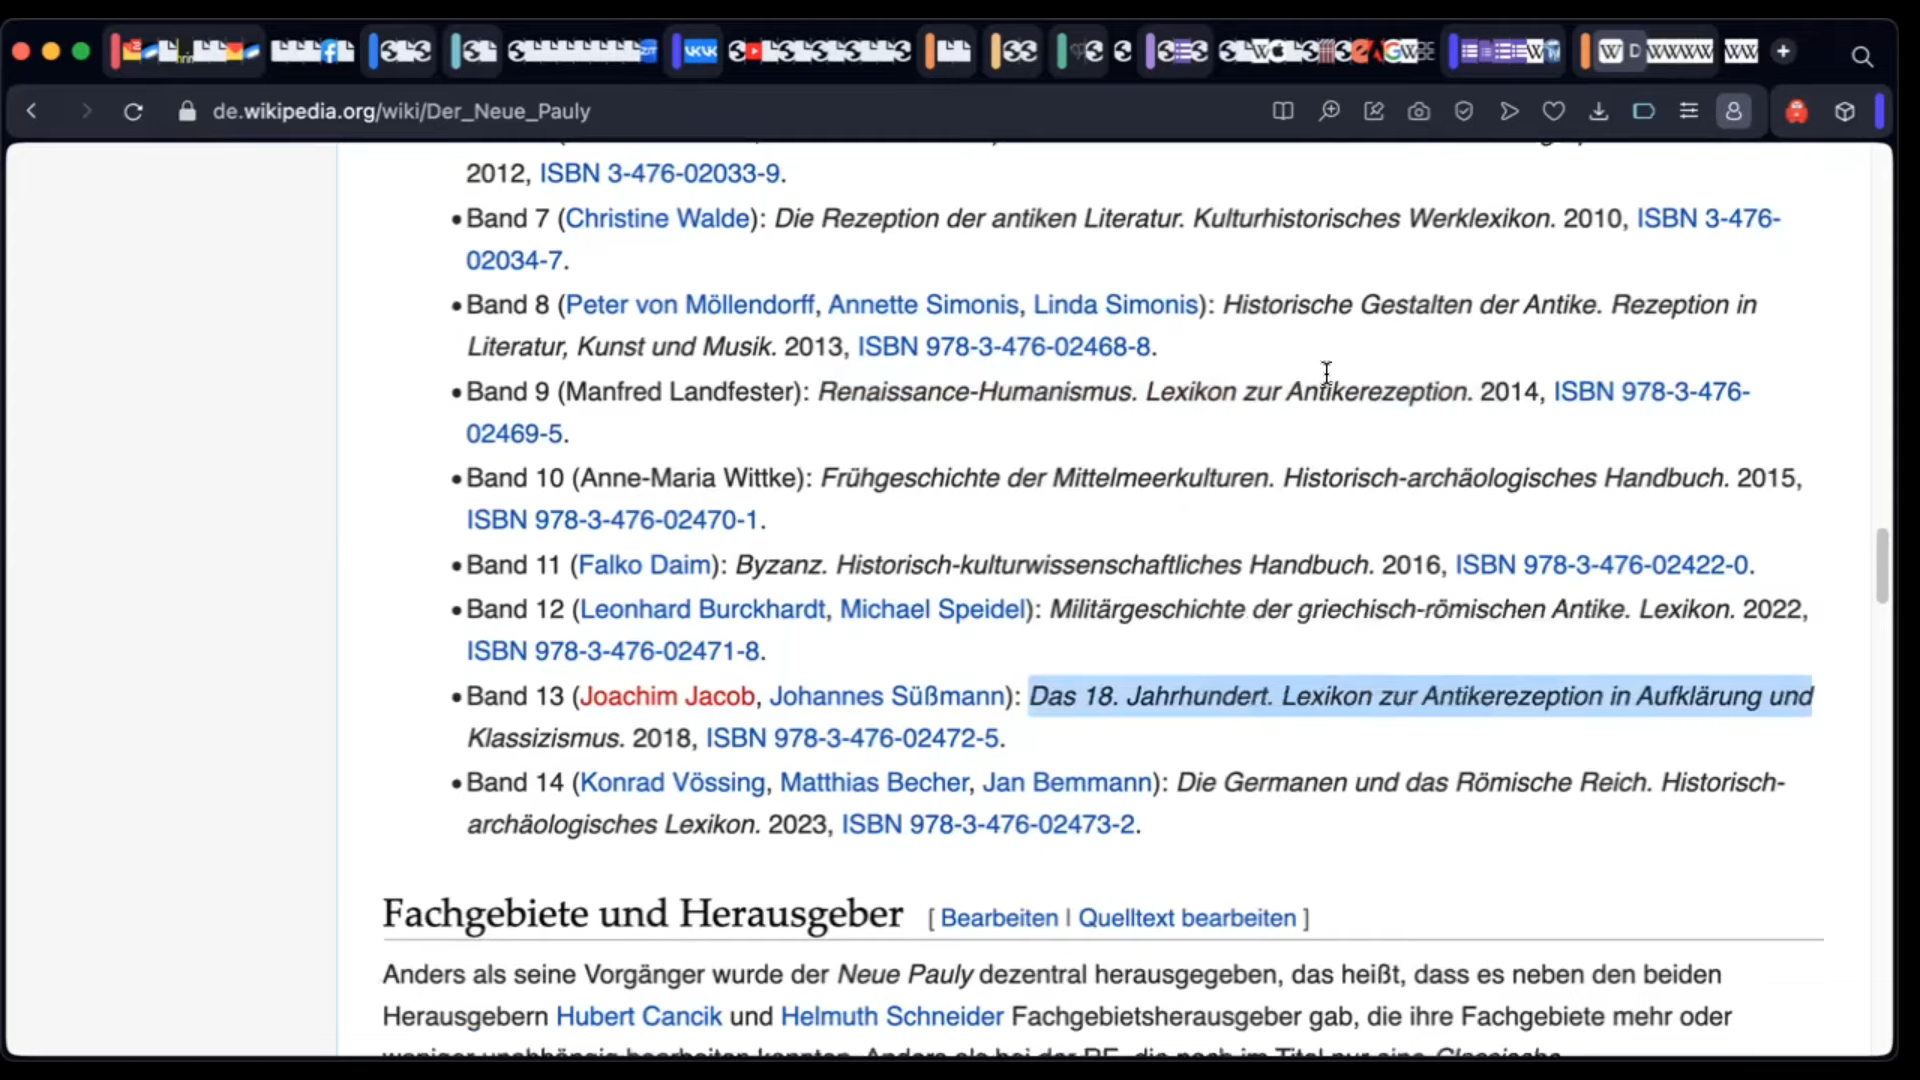 de.wikipedia.org/wiki/Der_Neue_Pauly
2012, ISBN 3-476-02033-9.
• Band 7 (Christine Walde): Die Rezeption der antiken Literatur. Kulturhistorisches Werklexikon. 2010, ISBN 3-476-
02034-7.
• Band 8 (Peter von Möllendorff, Annette Simonis, Linda Simonis): Historische Gestalten der Antike. Rezeption in
Literatur, Kunst und Musik. 2013, ISBN 978-3-476-02468-8.
• Band 9 (Manfred Landfester): Renaissance-Humanismus. Lexikon zur Antikerezeption. 2014, ISBN 978-3-476-
02469-5.
• Band 10 (Anne-Maria Wittke): Frühgeschichte der Mittelmeerkulturen. Historisch-archäologisches Handbuch. 2015,
ISBN 978-3-476-02470-1.
• Band 11 (Falko Daim): Byzanz. Historisch-kulturwissenschaftliches Handbuch. 2016, ISBN 978-3-476-02422-0.
• Band 12 (Leonhard Burckhardt, Michael Speidel): Militärgeschichte der griechisch-römischen Antike. Lexikon. 2022,
ISBN 978-3-476-02471-8.
• Band 13 (Joachim Jacob, Johannes Süßmann): Das 18. Jahrhundert. Lexikon zur Antikerezeption in Aufklärung und
Klassizismus. 2018, ISBN 978-3-476-02472-5.
• Band 14 (Konrad Vössing, Matthias Becher, Jan Bemmann): Die Germanen und das Römische Reich. Historisch-
archäologisches Lexikon. 2023, ISBN 978-3-476-02473-2.
Fachgebiete und Herausgeber [ Bearbeiten | Quelltext bearbeiten ]
Anders als seine Vorgänger wurde der Neue Pauly dezentral herausgegeben, das heißt, dass es neben den beiden
Herausgebern Hubert Cancik und Helmuth Schneider Fachgebietsherausgeber gab, die ihre Fachgebiete mehr oder